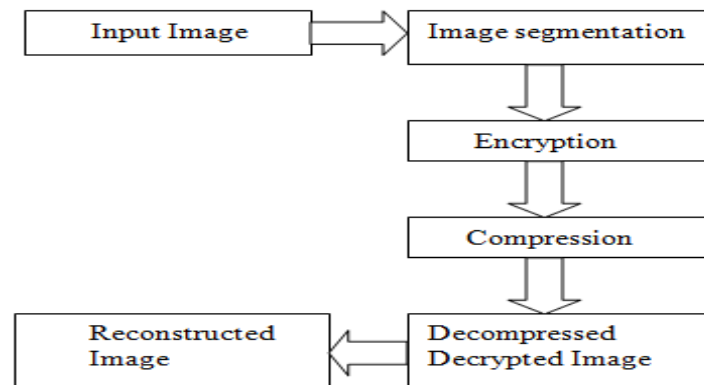 Input Image
Image segmentation
Encryption
Compression
Decompressed
Decrypted Image
Reconstructed
Image